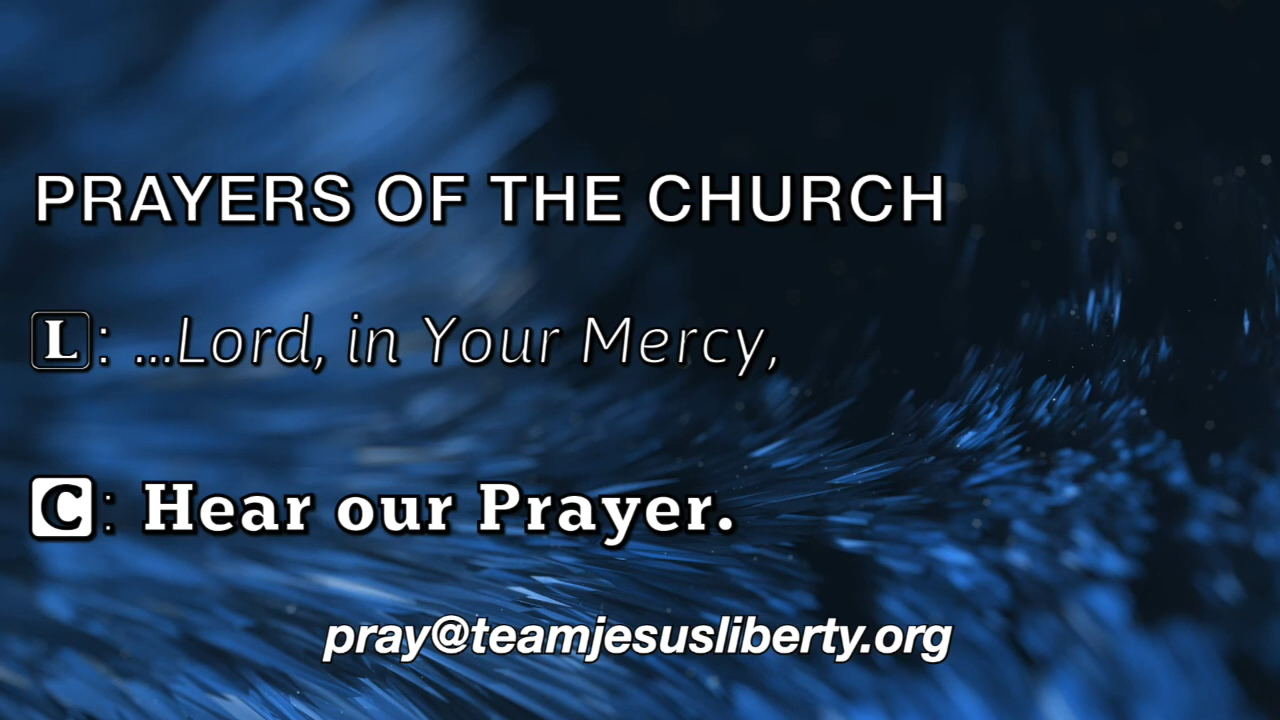 PRAYERS OF THE CHURCH
L: ...Lord, in Your Mercy,
C: Hear our Prayer.
pray@teamjesusliberty.org